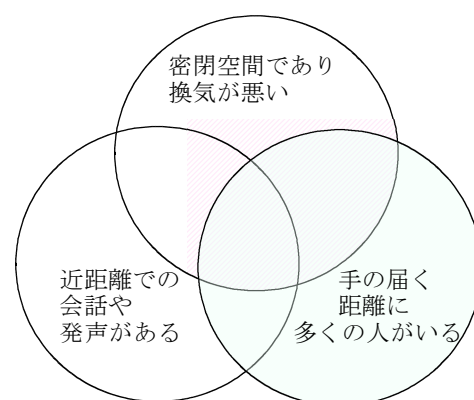 密閉空間であり
換気が悪い
近距離での
会話や
発声がある
手の届く
距離に
多くの人がいる